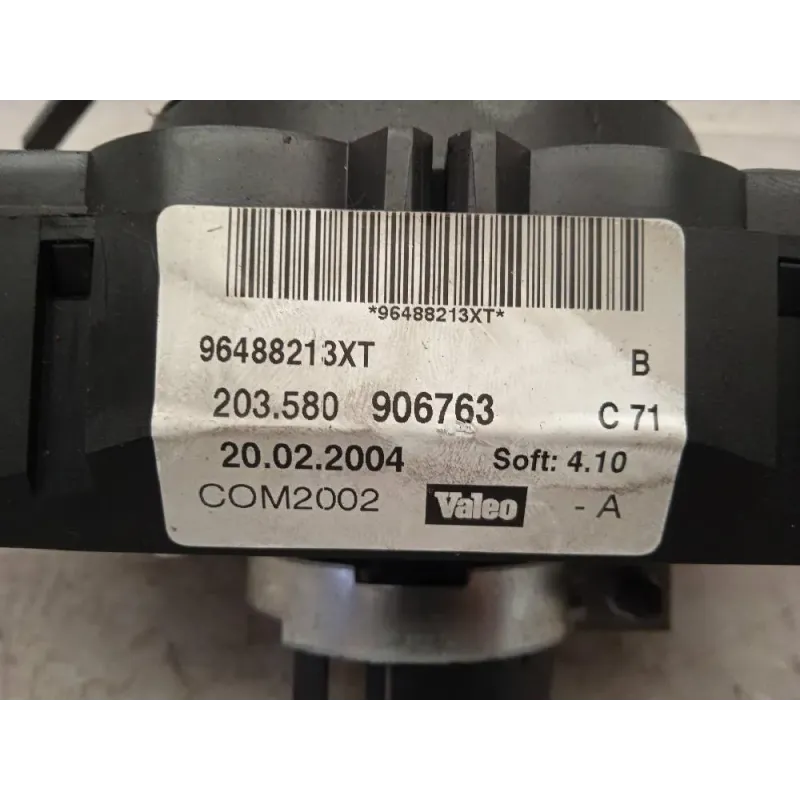 *96488213XT*
96488213XT B
203.580 906763 C 71
20.02.2004 Soft: 4.10
COM2002 Valeo - A